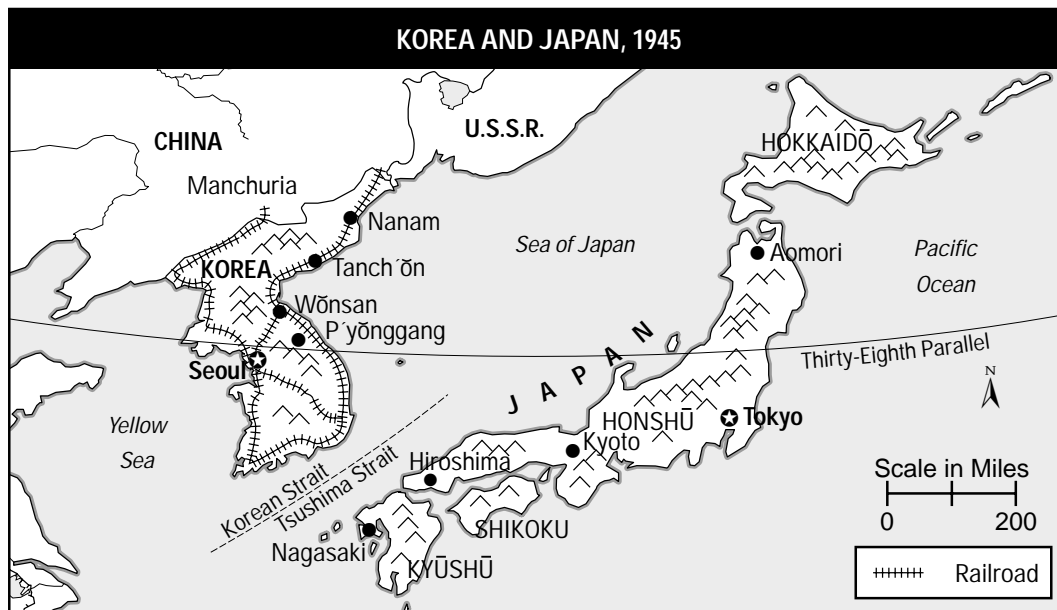 KOREA AND JAPAN, 1945
CHINA
U.S.S.R.
HOKKAIDŌ
Manchuria
Nanam
Sea of Japan
Pacific
Ocean
Aomori
KOREA
Tanch´ŏn
Wŏnsan
P´yŏnggang
Seoul
Thirty-Eighth Parallel
N
JAPAN
Yellow
Sea
HONSHŪ
Tokyo
Kyoto
Hiroshima
Korean Strait
Tsushima Strait
SHIKOKU
Nagasaki
KYŪSHŪ
Scale in Miles
0 200
Railroad